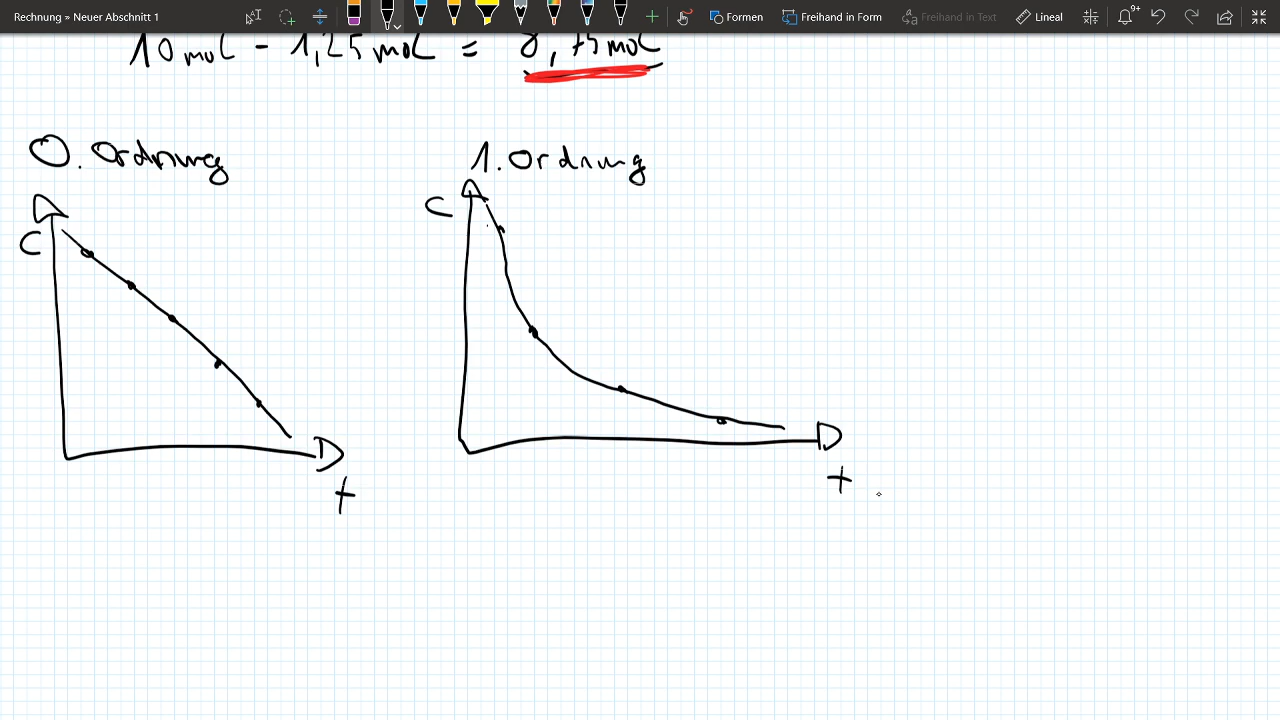 Rechnung » Neuer Abschnitt 1
9+
Formen
Freihand in Form
Freihand in Text
Lineal
10 mol - 1,25 mol = 8,75 mol
0. Ordnung
1. Ordnung
C
C
t
t